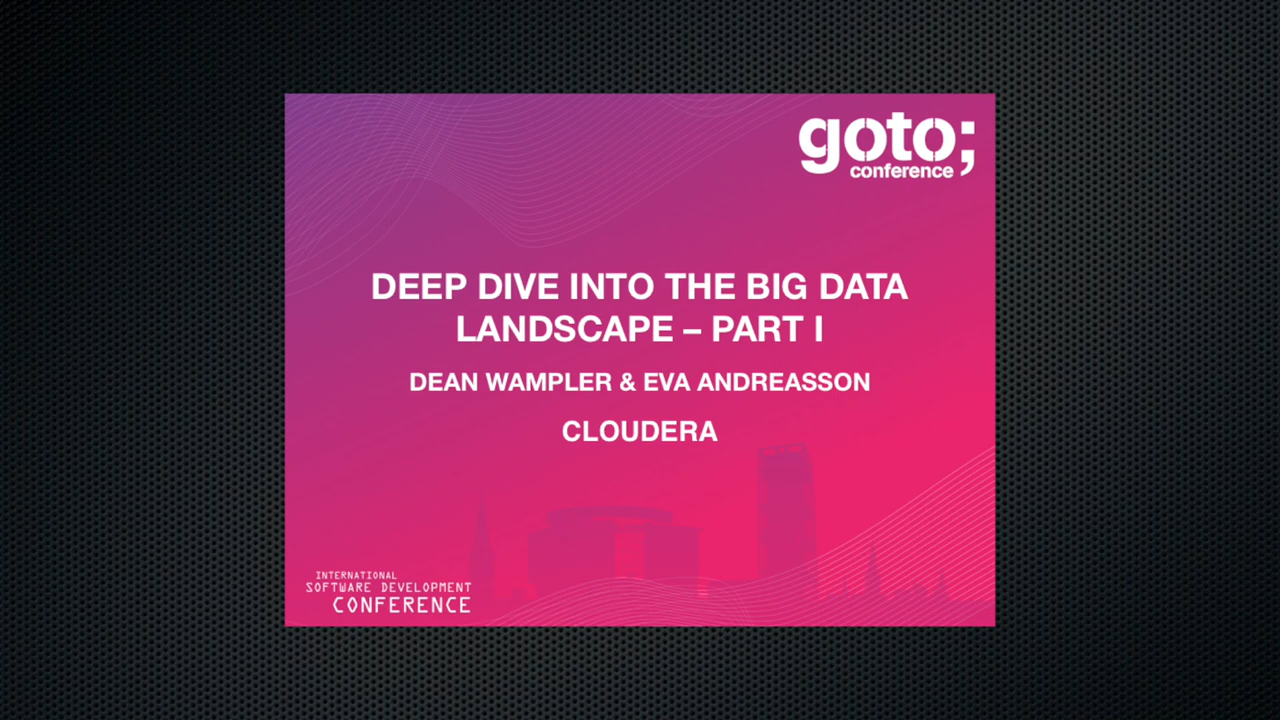 goto;
conference
DEEP DIVE INTO THE BIG DATA
LANDSCAPE – PART I
DEAN WAMPLER & EVA ANDREASSON
CLOUDERA
INTERNATIONAL
SOFTWARE DEVELOPMENT
CONFERENCE